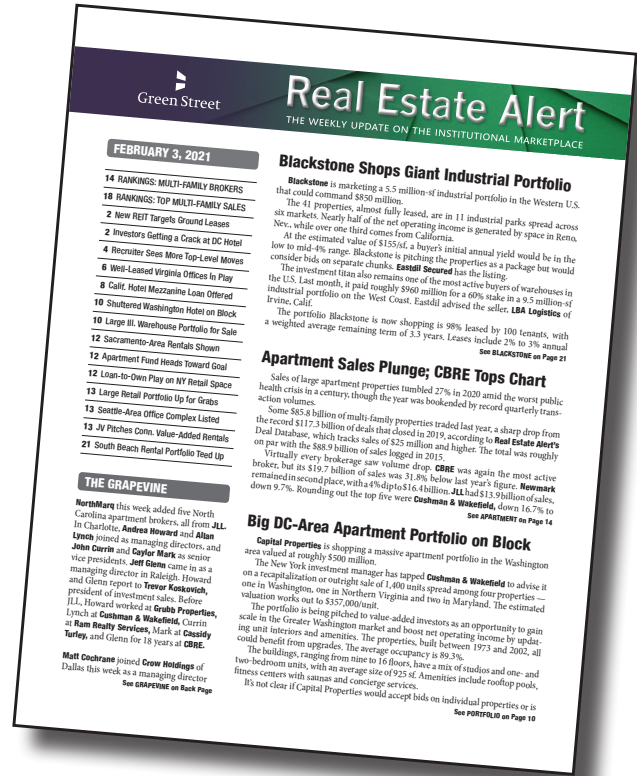 Green Street
Real Estate Alert
THE WEEKLY UPDATE ON THE INSTITUTIONAL MARKETPLACE
FEBRUARY 3, 2021
14 RANKINGS: MULTI-FAMILY BROKERS
18 RANKINGS: TOP MULTI-FAMILY SALES
2 New REIT Targets Ground Leases
2 Investors Getting a Crack at DC Hotel
4 Recruiter Sees More Top-Level Moves
6 Well-Leased Virginia Offices In Play
8 Calif. Hotel Mezzanine Loan Offered
10 Shuttered Washington Hotel on Block
10 Large Ill. Warehouse Portfolio for Sale
12 Sacramento-Area Rentals Shown
12 Apartment Fund Heads Toward Goal
12 Loan-to-Own Play on NY Retail Space
13 Large Retail Portfolio Up for Grabs
13 Seattle-Area Office Complex Listed
13 JV Pitches Conn. Value-Added Rentals
21 South Beach Rental Portfolio Teed Up
THE GRAPEVINE
NorthMarq this week added five North
Carolina apartment brokers, all from JLL.
In Charlotte, Andrea Howard and Allan
Lynch joined as managing directors, and
John Currin and Caylor Mark as senior
vice presidents. Jeff Glenn came in as a
managing director in Raleigh. Howard
and Glenn report to Trevor Koskovich,
president of investment sales. Before
JLL, Howard worked at Grubb Properties,
Lynch at Cushman & Wakefield, Currin
at Ram Realty Services, Mark at Cassidy
Turley, and Glenn for 18 years at CBRE.
Matt Cochrane joined Crow Holdings of
Dallas this week as a managing director
See GRAPEVINE on Back Page
Blackstone Shops Giant Industrial Portfolio
Blackstone is marketing a 5.5 million-sf industrial portfolio in the Western U.S.
that could command $850 million.
The 41 properties, almost fully leased, are in 11 industrial parks spread across
six markets. Nearly half of the net operating income is generated by space in Reno,
Nev., while over one third comes from California.
At the estimated value of $155/sf, a buyer's initial annual yield would be in the
low to mid-4% range. Blackstone is pitching the properties as a package but would
consider bids on separate chunks. Eastdil Secured has the listing.
The investment titan also remains one of the most active buyers of warehouses in
the U.S. Last month, it paid roughly $960 million for a 60% stake in a 9.5 million-sf
industrial portfolio on the West Coast. Eastdil advised the seller, LBA Logistics of
Irvine, Calif.
The portfolio Blackstone is now shopping is 98% leased by 100 tenants, with
a weighted average remaining term of 3.3 years. Leases include 2% to 3% annual
See BLACKSTONE on Page 21
Apartment Sales Plunge; CBRE Tops Chart
Sales of large apartment properties tumbled 27% in 2020 amid the worst public
health crisis in a century, though the year was bookended by record quarterly trans-
action volumes.
Some $85.8 billion of multi-family properties traded last year, a sharp drop from
the record $117.3 billion of deals that closed in 2019, according to Real Estate Alert's
Deal Database, which tracks sales of $25 million and higher. The total was roughly
on par with the $88.9 billion of sales logged in 2015.
Virtually every brokerage saw volume drop. CBRE was again the most active
broker, but its $19.7 billion of sales was 31.8% below last year's figure. Newmark
remained in second place, with a 4% dip to $16.4 billion. JLL had $13.9 billion of sales,
down 9.7%. Rounding out the top five were Cushman & Wakefield, down 16.7% to
See APARTMENT on Page 14
Big DC-Area Apartment Portfolio on Block
Capital Properties is shopping a massive apartment portfolio in the Washington
area valued at roughly $500 million.
The New York investment manager has tapped Cushman & Wakefield to advise it
on a recapitalization or outright sale of 1,400 units spread among four properties —
one in Washington, one in Northern Virginia and two in Maryland. The estimated
valuation works out to $357,000/unit.
The portfolio is being pitched to value-added investors as an opportunity to gain
scale in the Greater Washington market and boost net operating income by updat-
ing unit interiors and amenities. The properties, built between 1973 and 2002, all
could benefit from upgrades. The average occupancy is 89.3%.
The buildings, ranging from nine to 16 floors, have a mix of studios and one- and
two-bedroom units, with an average size of 925 sf. Amenities include rooftop pools,
fitness centers with saunas and concierge services.
It's not clear if Capital Properties would accept bids on individual properties or is
See PORTFOLIO on Page 10